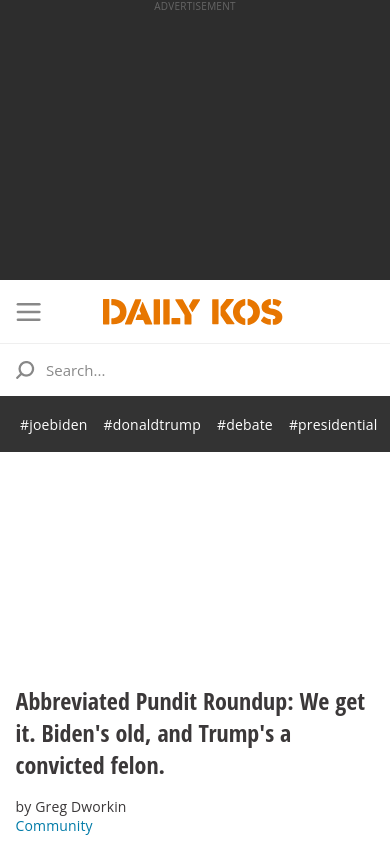 ADVERTISEMENT
DAILY KOS
Search...
#joebiden #donaldtrump #debate #presidential
Abbreviated Pundit Roundup: We get
it. Biden's old, and Trump's a
convicted felon.
by Greg Dworkin
Community